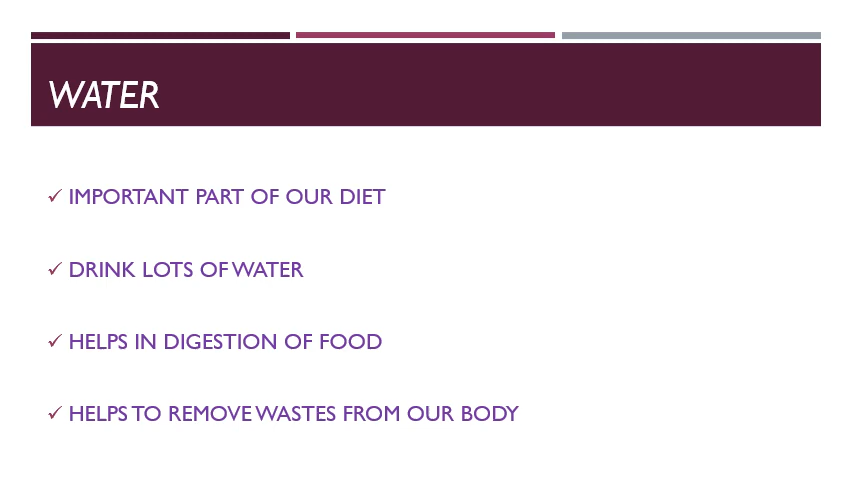 WATER
✓ IMPORTANT PART OF OUR DIET
✓ DRINK LOTS OF WATER
✓ HELPS IN DIGESTION OF FOOD
✓ HELPS TO REMOVE WASTES FROM OUR BODY